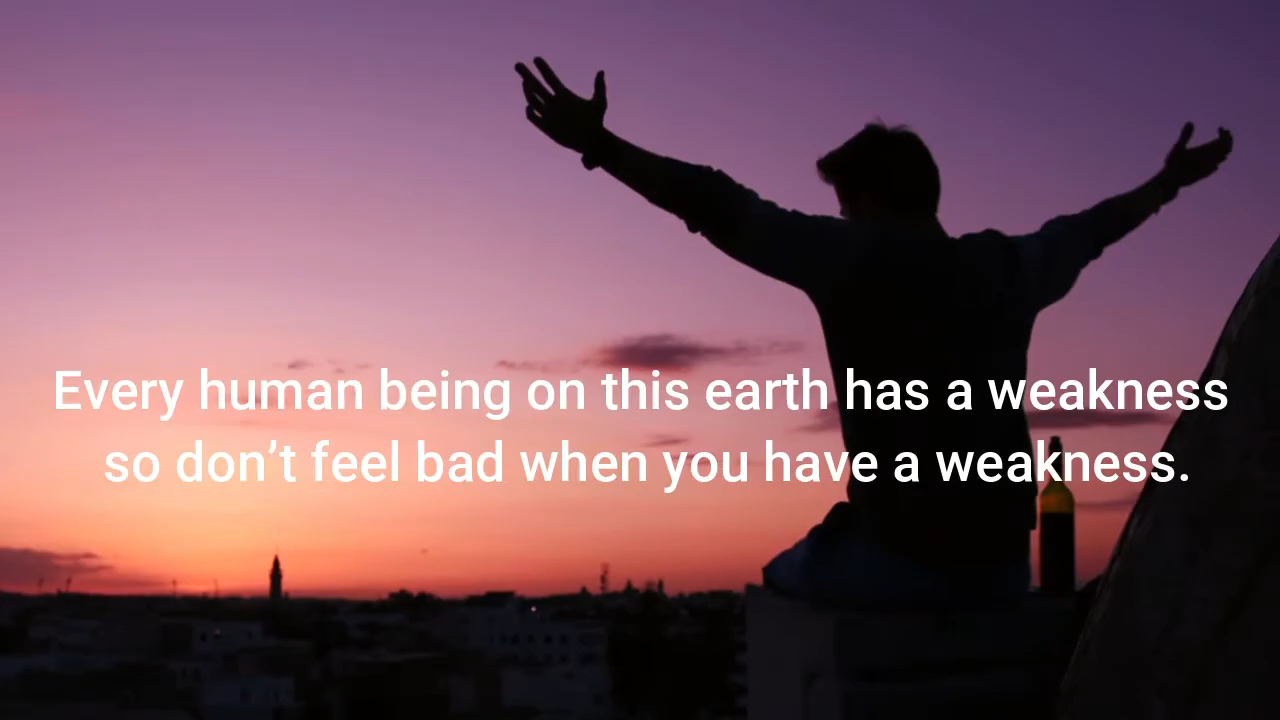 Every human being on this earth has a weakness
so don’t feel bad when you have a weakness.